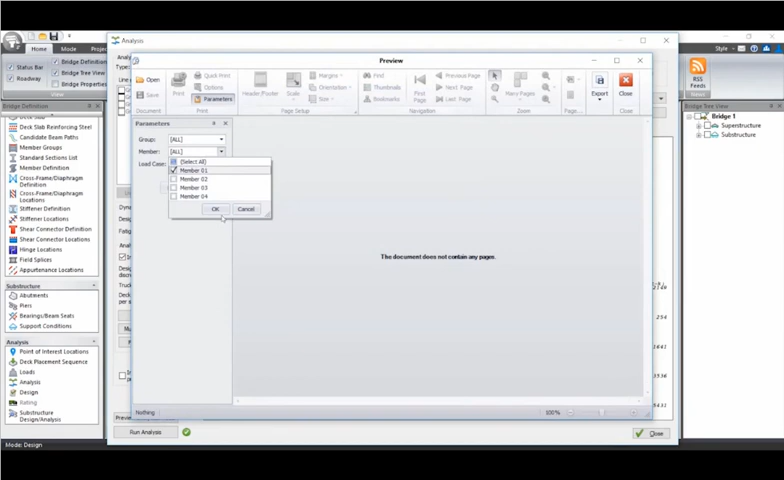 Analysis
Home
Mode
Style
Preview
Status Bar
Roadway
Bridge Definition
Bridge Tree View
Bridge Properties
View
Open
Save
Document
Print
Quick Print
Options
Parameters
Print
Header/Footer
Scale
Margins
Orientation
Size
Page Setup
Find
Thumbnails
Bookmarks
First Page
Previous Page
Next Page
Last Page
Navigation
Many Pages
Zoom
Page...
Export
Close
RSS Feeds
News
Bridge Definition
Deck Slab Reinforcing Steel
Candidate Beam Paths
Member Groups
Standard Sections List
Member Definition
Cross-Frame/Diaphragm Definition
Cross-Frame/Diaphragm Locations
Stiffener Definition
Stiffener Locations
Shear Connector Definition
Shear Connector Locations
Hinge Locations
Field Splices
Appurtenance Locations
Substructure
Abutments
Piers
Bearings/Beam Seats
Support Conditions
Analysis
Point of Interest Locations
Deck Placement Sequence
Loads
Analysis
Design
Rating
Substructure Design/Analysis
Mode: Design
Parameters
Group: [ALL]
Member: [ALL]
Load Case:
(Select All)
Member 01
Member 02
Member 03
Member 04
OK
Cancel
The document does not contain any pages.
Nothing
100%
Run Analysis
Close
Bridge Tree View
Bridge 1
Superstructure
Substructure
254
1641
3536
9431